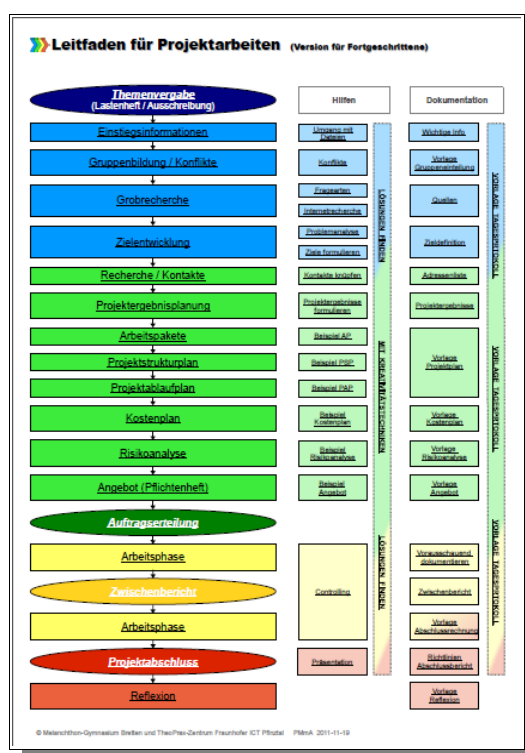 Leitfaden für Projektarbeiten (Version für Fortgeschrittene)
Themenvergabe
(Lastenheft / Ausschreibung)
Hilfen
Dokumentation
Einstiegsinformationen
Umgang mit
Dateien
Wichtige Info
Gruppenbildung / Konflikte
Konflikte
Vorlage
Gruppeneinteilung
Grobrecherche
Fragearten
Internetrecherche
Quellen
Zielentwicklung
Problemanalyse
Ziele formulieren
Zieldefinition
Recherche / Kontakte
Kontakte knüpfen
Adressenliste
Projektergebnisplanung
Projektergebnisse
formulieren
Projektergebnisse
Arbeitspakete
Beispiel AP
Projektstrukturplan
Beispiel PSP
Vorlage
Projektplan
Projektablaufplan
Beispiel PAP
Kostenplan
Beispiel
Kostenplan
Vorlage
Kostenplan
Risikoanalyse
Beispiel
Risikoanalyse
Vorlage
Risikoanalyse
Angebot (Pflichtenheft)
Beispiel
Angebot
Vorlage
Angebot
Auftragserteilung
Arbeitsphase
Vorausschauend
dokumentieren
Zwischenbericht
Controlling
Zwischenbericht
Arbeitsphase
Vorlage
Abschlussrechnung
Projektabschluss
Präsentation
Richtlinien
Abschlussbericht
Reflexion
Vorlage
Reflexion
LÖSUNGEN FINDEN
MIT KREATIVITÄTSTECHNIKEN
LÖSUNGEN FINDEN
VORLAGE TAGESPRTOKOLL
VORLAGE TAGESPRTOKOLL
VORLAGE TAGESPRTOKOLL
© Melanchthon-Gymnasium Bretten und TheoPrax-Zentrum Fraunhofer ICT Pfinztal PMmA 2011-11-19